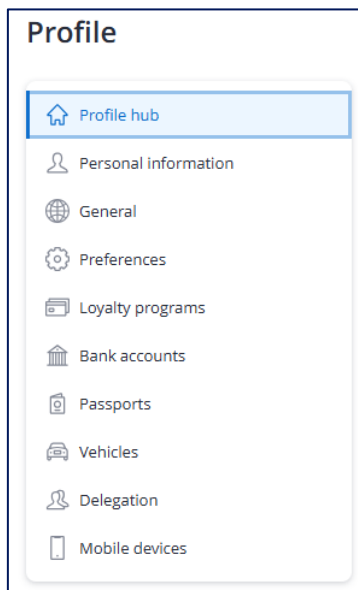 Profile
Profile hub
Personal information
General
Preferences
Loyalty programs
Bank accounts
Passports
Vehicles
Delegation
Mobile devices